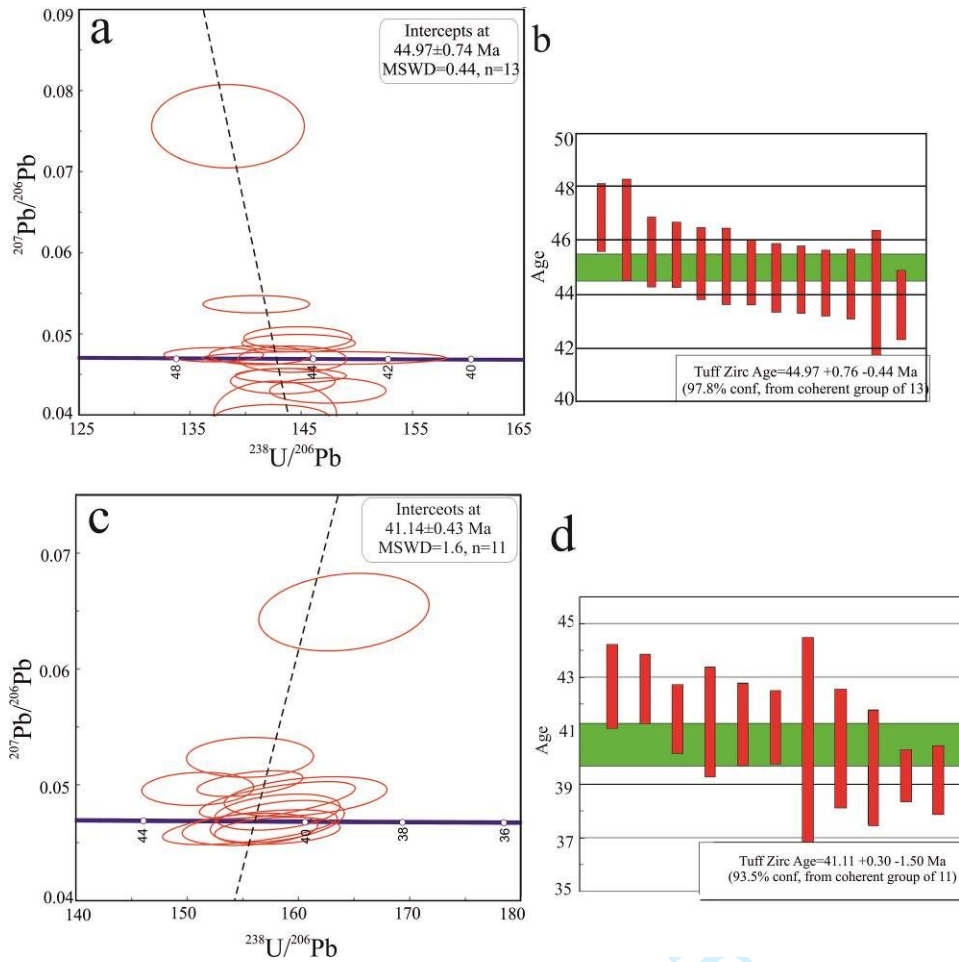 a
0.09
0.08
0.07
0.06
0.05
0.04
²⁰⁷Pb/²⁰⁶Pb
Intercepts at
44.97±0.74 Ma
MSWD=0.44, n=13
48
44
42
40
125
135
145
155
165
²³⁸U/²⁰⁶Pb
b
50
48
46
44
42
40
Age
Tuff Zirc Age=44.97 +0.76 -0.44 Ma
(97.8% conf, from coherent group of 13)
c
0.07
0.06
0.05
0.04
²⁰⁷Pb/²⁰⁶Pb
Interceots at
41.14±0.43 Ma
MSWD=1.6, n=11
44
40
38
36
140
150
160
170
180
²³⁸U/²⁰⁶Pb
d
45
43
41
39
37
35
Age
Tuff Zirc Age=41.11 +0.30 -1.50 Ma
(93.5% conf, from coherent group of 11)